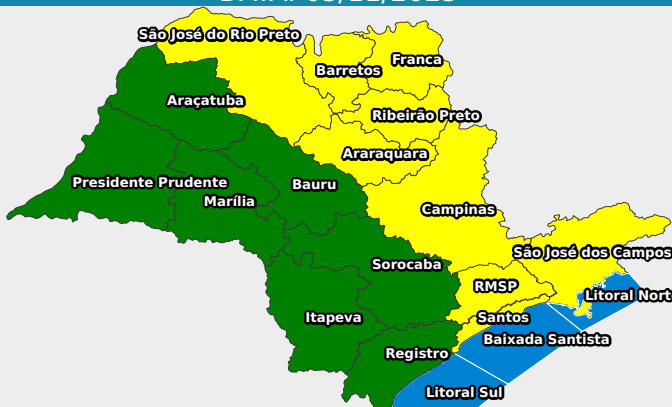 São José do Rio Preto
Franca
Barretos
Araçatuba
Ribeirão Preto
Araraquara
Presidente Prudente
Bauru
Marília
Campinas
São José dos Campos
Sorocaba
RMSP
Litoral Nort
Itapeva
Santos
Baixada Santista
Registro
Litoral Sul